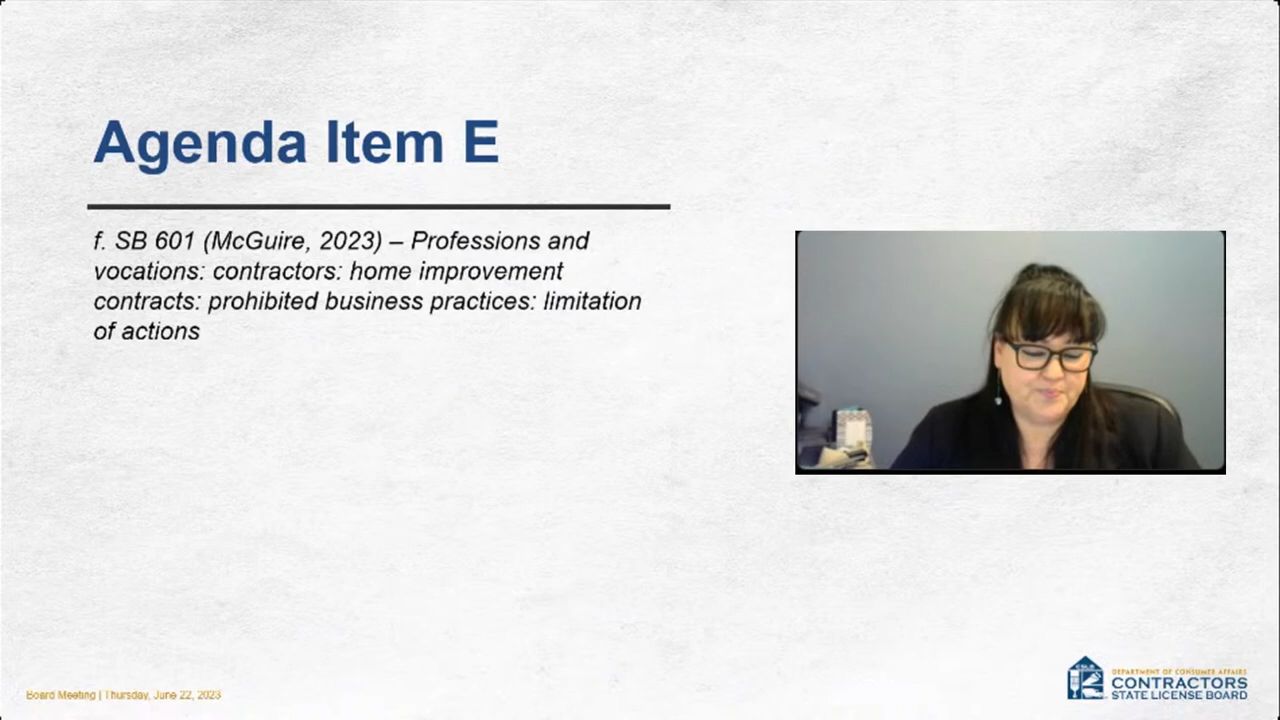 Agenda Item E
f. SB 601 (McGuire, 2023) – Professions and
vocations: contractors: home improvement
contracts: prohibited business practices: limitation
of actions
Board Meeting | Thursday, June 22, 2023
CSLB
DEPARTMENT OF CONSUMER AFFAIRS
CONTRACTORS
STATE LICENSE BOARD